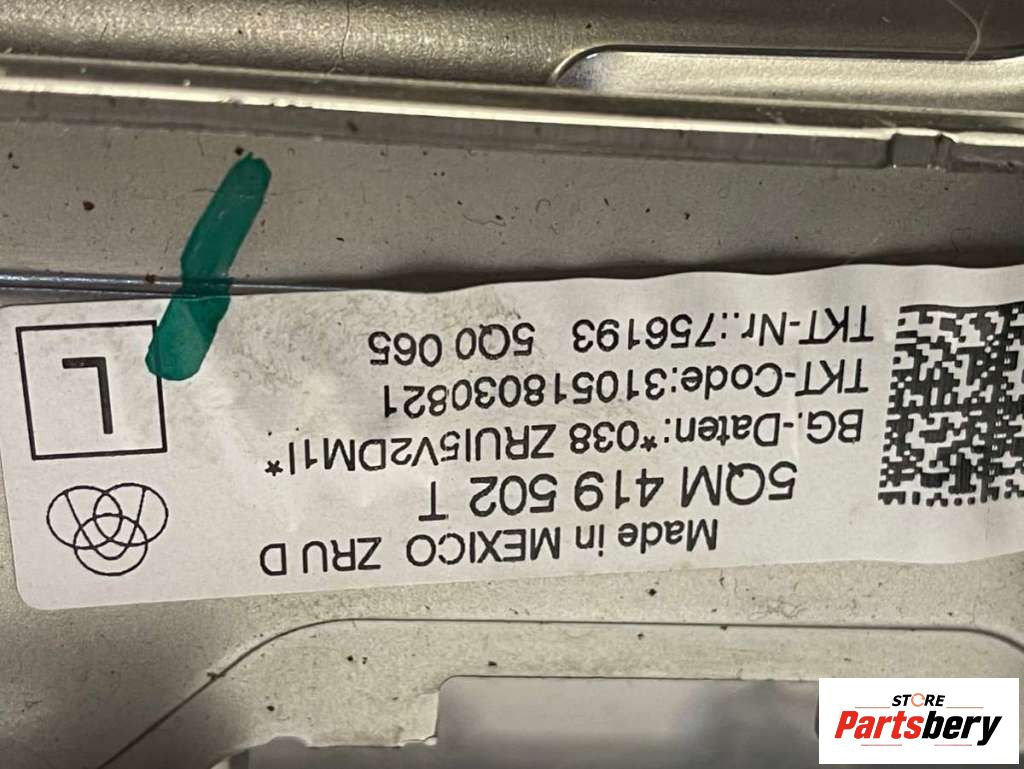 Made in MEXICO ZRU D
5QM 419 502 T
BG.-Daten:*038 ZRUI5V2DM1I*
TKT-Code:310518030821
TKT-Nr.:756193 5Q0 065
L
STORE
Partsbery